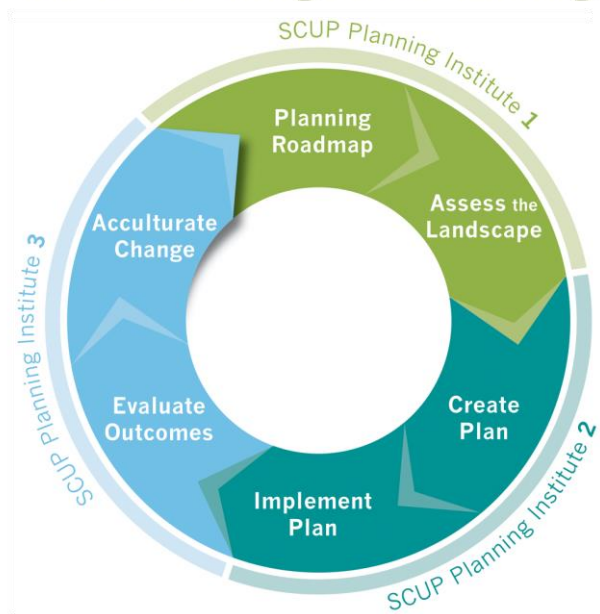 SCUP Planning Institute 1
Planning
Roadmap
Assess the
Landscape
Create
Plan
SCUP Planning Institute 2
Implement
Plan
Evaluate
Outcomes
Acculturate
Change
SCUP Planning Institute 3